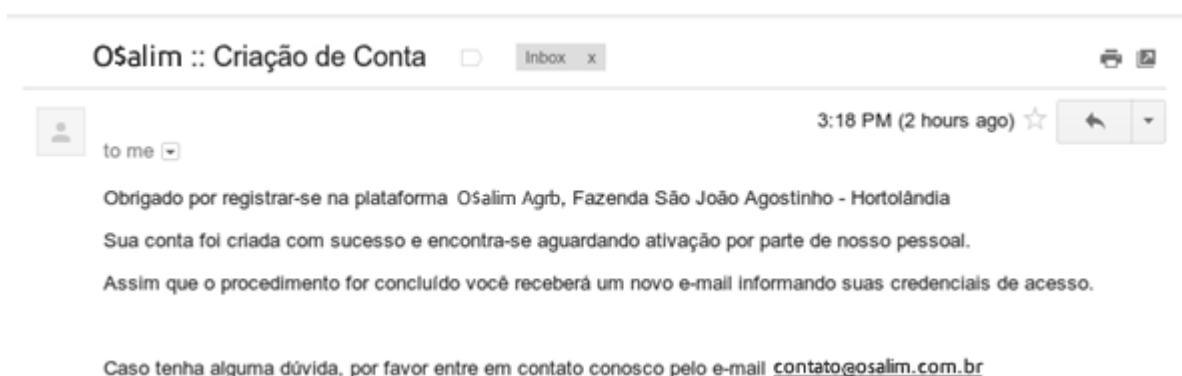 OSalim :: Criação de Conta Inbox x
3:18 PM (2 hours ago)
to me
Obrigado por registrar-se na plataforma OSalim Agrb, Fazenda São João Agostinho - Hortolândia
Sua conta foi criada com sucesso e encontra-se aguardando ativação por parte de nosso pessoal.
Assim que o procedimento for concluído você receberá um novo e-mail informando suas credenciais de acesso.
Caso tenha alguma dúvida, por favor entre em contato conosco pelo e-mail contato@osalim.com.br